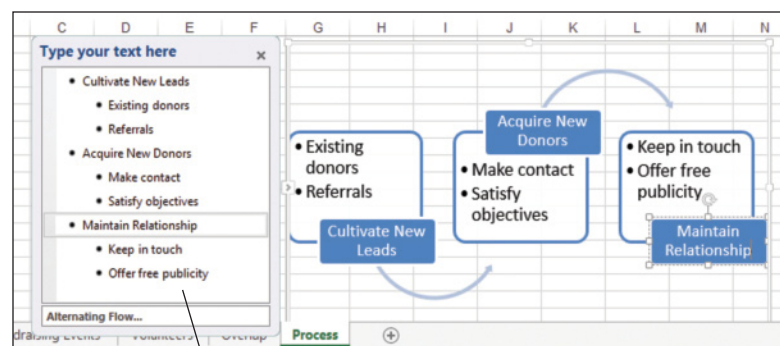 C D E F G H I J K L M N
Type your text here
• Cultivate New Leads
• Existing donors
• Referrals
• Acquire New Donors
• Make contact
• Satisfy objectives
• Maintain Relationship
• Keep in touch
• Offer free publicity
Alternating Flow...
• Existing
donors
• Referrals
Cultivate New
Leads
Acquire New
Donors
• Make contact
• Satisfy
objectives
• Keep in touch
• Offer free
publicity
Maintain
Relationship
draising Events Volunteers Overlap Process